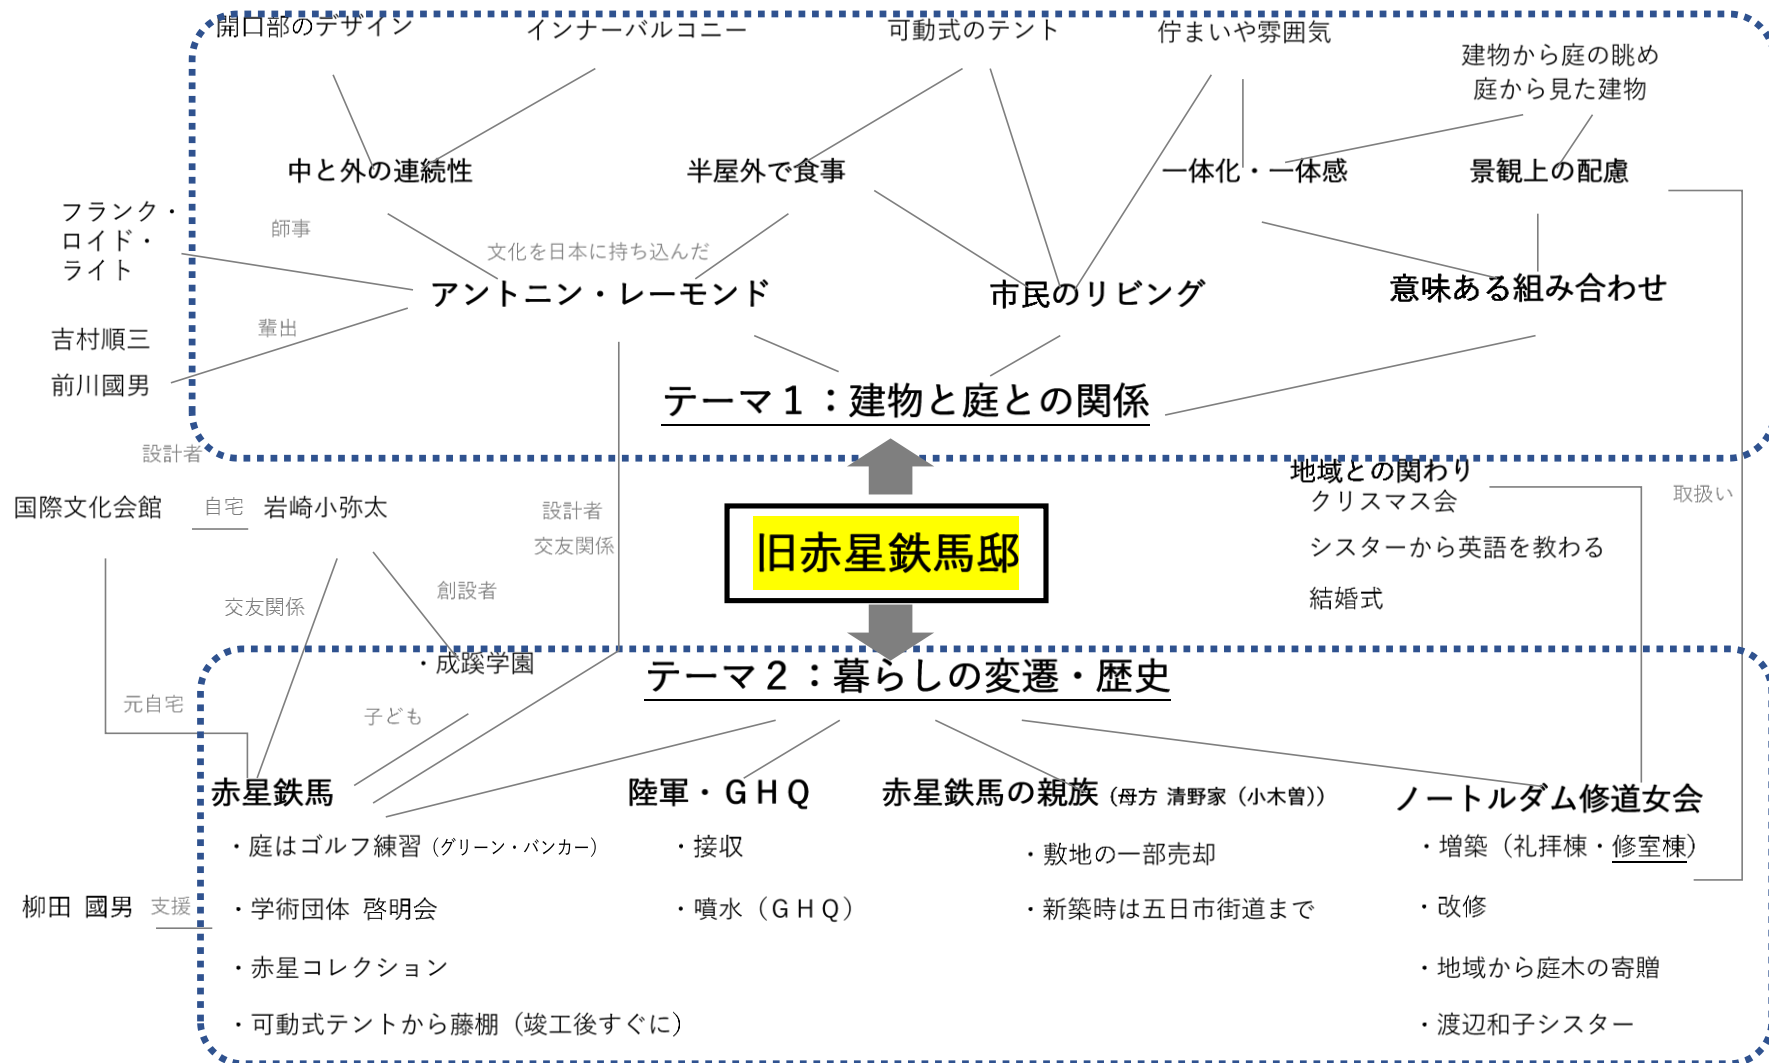 開口部のデザイン
インナーバルコニー
可動式のテント
佇まいや雰囲気
建物から庭の眺め
庭から見た建物
中と外の連続性
半屋外で食事
一体化・一体感
景観上の配慮
フランク・
ロイド・
ライト
師事
文化を日本に持ち込んだ
アントニン・レーモンド
市民のリビング
意味ある組み合わせ
輩出
吉村順三
前川國男
テーマ１：建物と庭との関係
設計者
国際文化会館
自宅
岩崎小弥太
設計者
交友関係
旧赤星鉄馬邸
地域との関わり
クリスマス会
シスターから英語を教わる
結婚式
取扱い
交友関係
創設者
・成蹊学園
テーマ２：暮らしの変遷・歴史
元自宅
子ども
赤星鉄馬
・庭はゴルフ練習（グリーン・バンカー）
・学術団体 啓明会
・赤星コレクション
・可動式テントから藤棚（竣工後すぐに）
柳田 國男
支援
陸軍・ＧＨＱ
・接収
・噴水（ＧＨＱ）
赤星鉄馬の親族（母方 清野家（小木曽））
・敷地の一部売却
・新築時は五日市街道まで
ノートルダム修道女会
・増築（礼拝棟・修室棟）
・改修
・地域から庭木の寄贈
・渡辺和子シスター